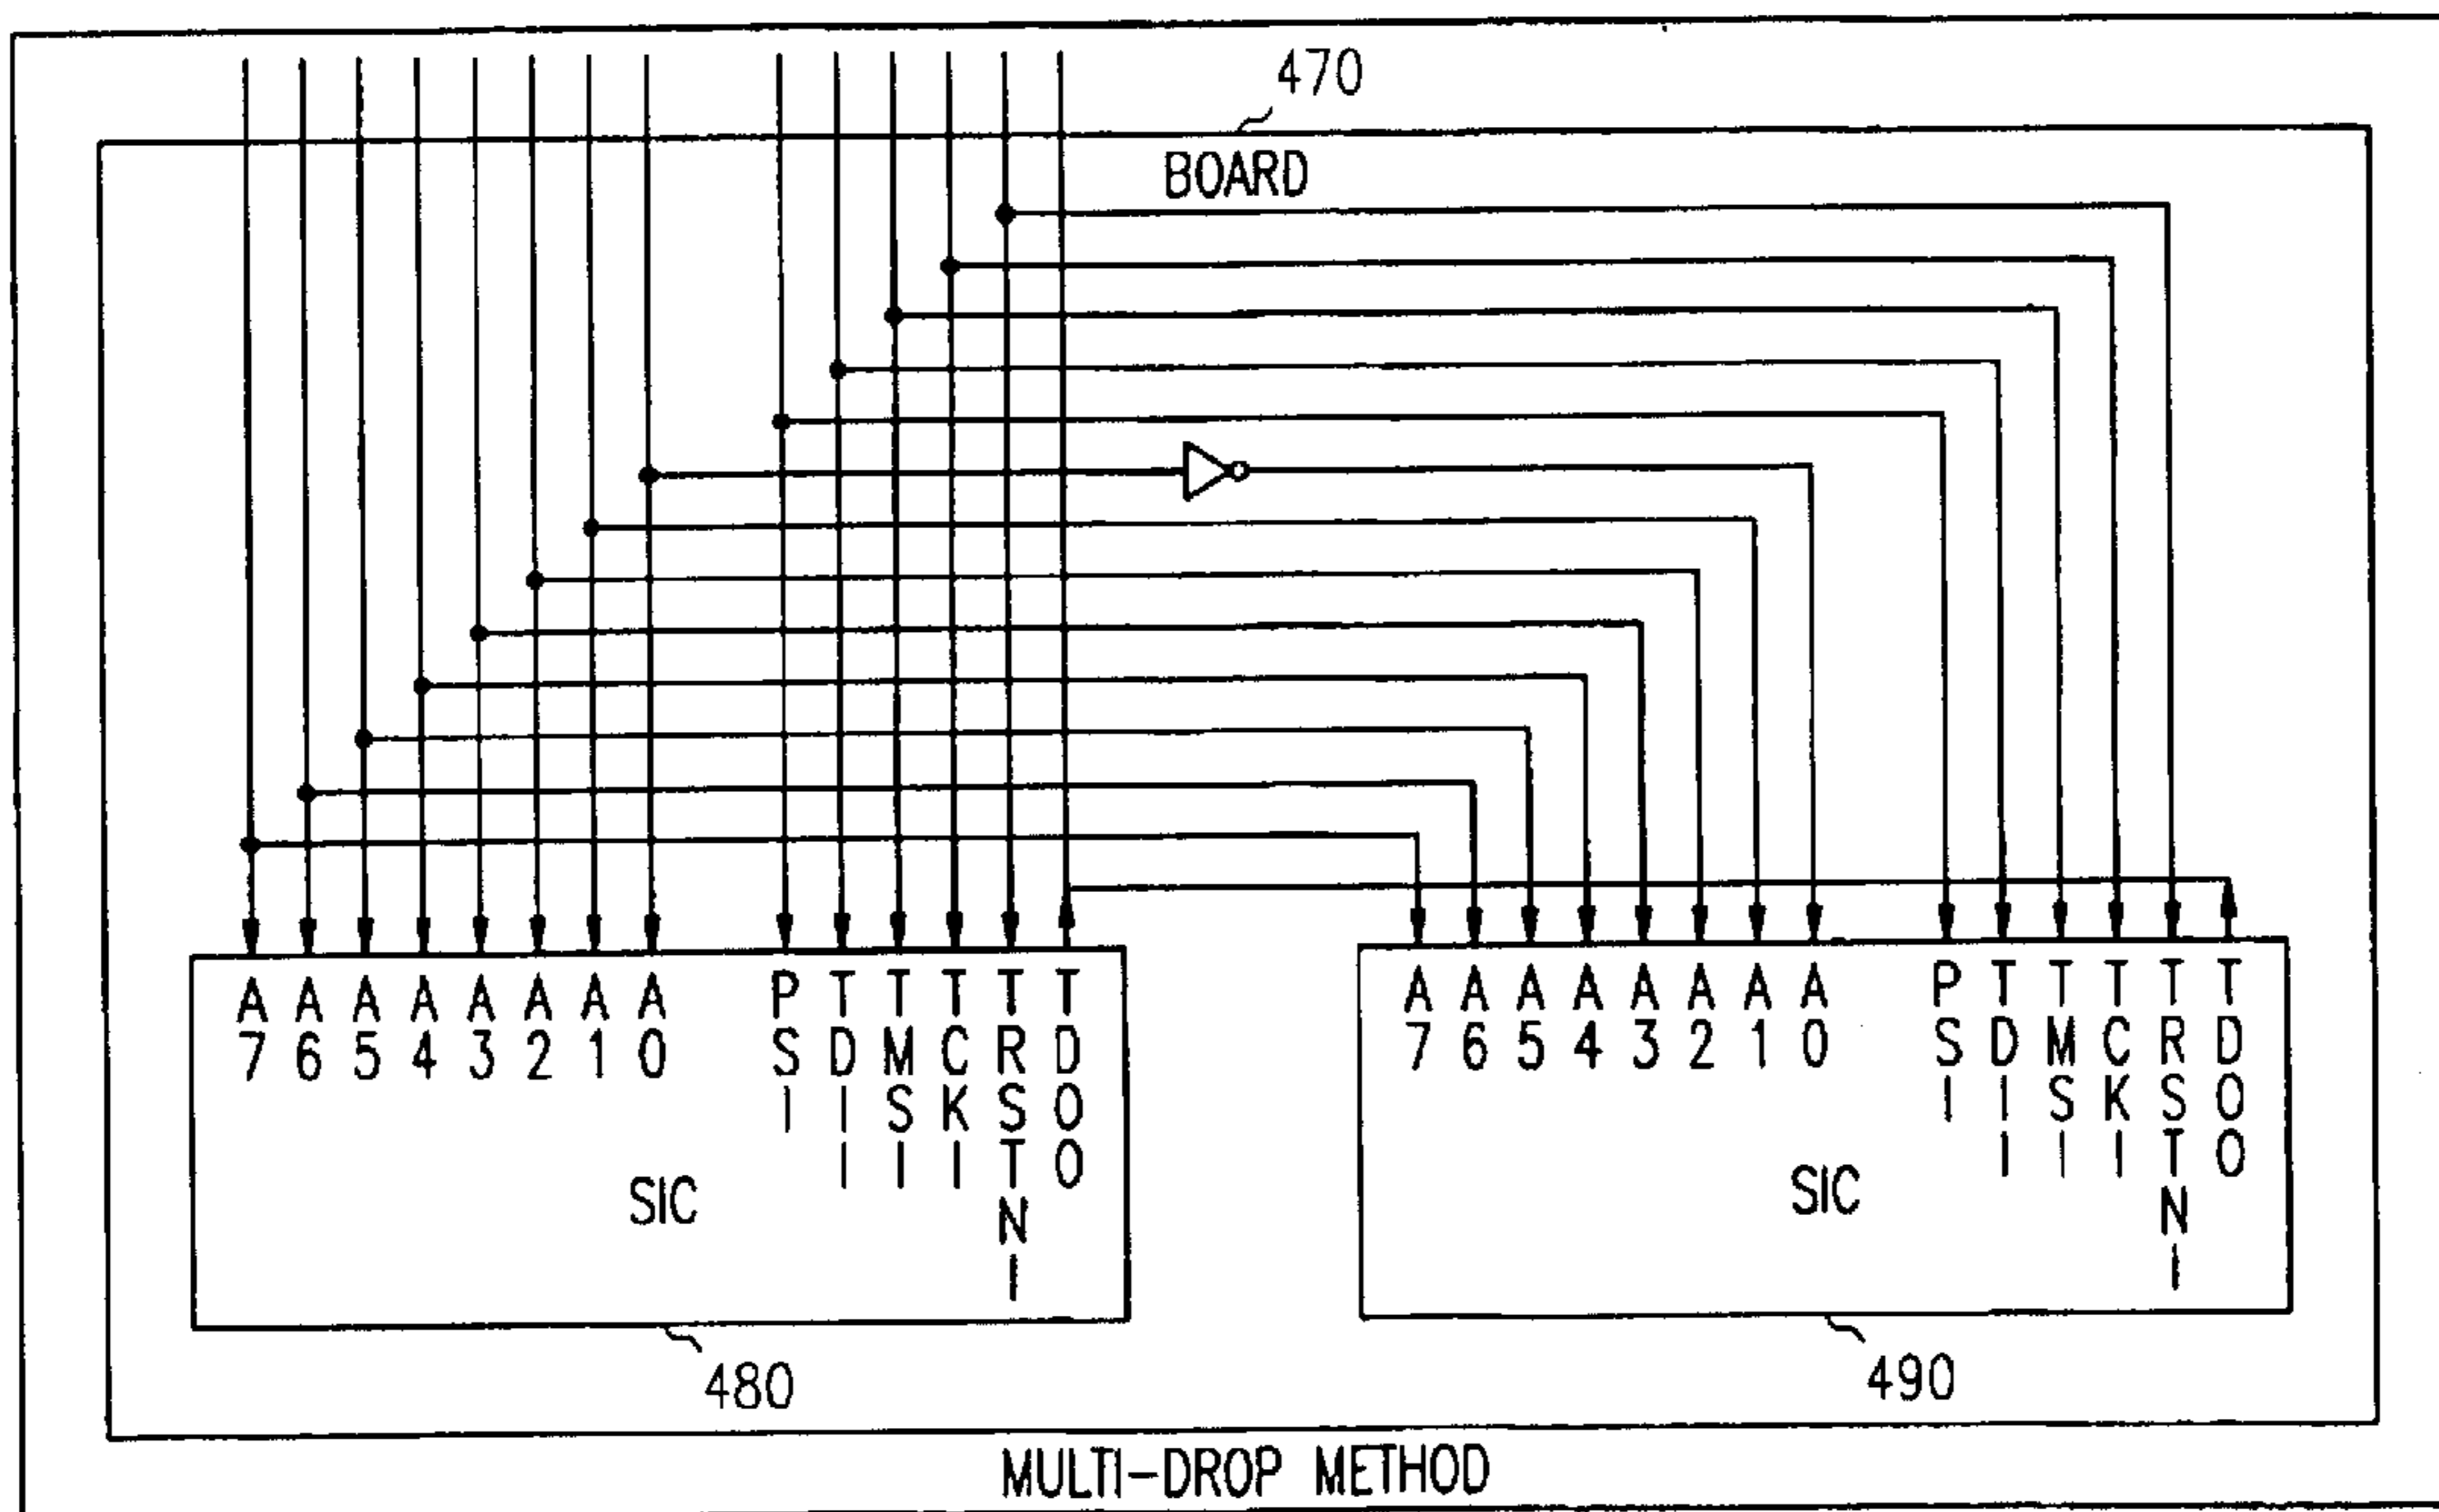 470
BOARD
A7 A6 A5 A4 A3 A2 A1 A0 PSI TDII TMSI TCKI TRSTNI TDOO
SIC
480
A7 A6 A5 A4 A3 A2 A1 A0 PSI TDII TMSI TCKI TRSTNI TDOO
SIC
490
MULTI-DROP METHOD